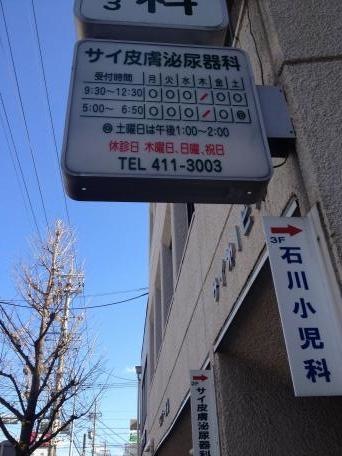 3 科
サイ皮膚泌尿器科
受付時間 月 火 水 木 金 土
9:30~12:30 ○ ○ ○ / ○ ○
5:00~ 6:50 ○ ○ ○ / ○ ◎
◎ 土曜日は午後1:00~2:00
休診日 木曜日、日曜、祝日
TEL 411-3003
3F
石川小児科
サイ皮膚泌尿器科